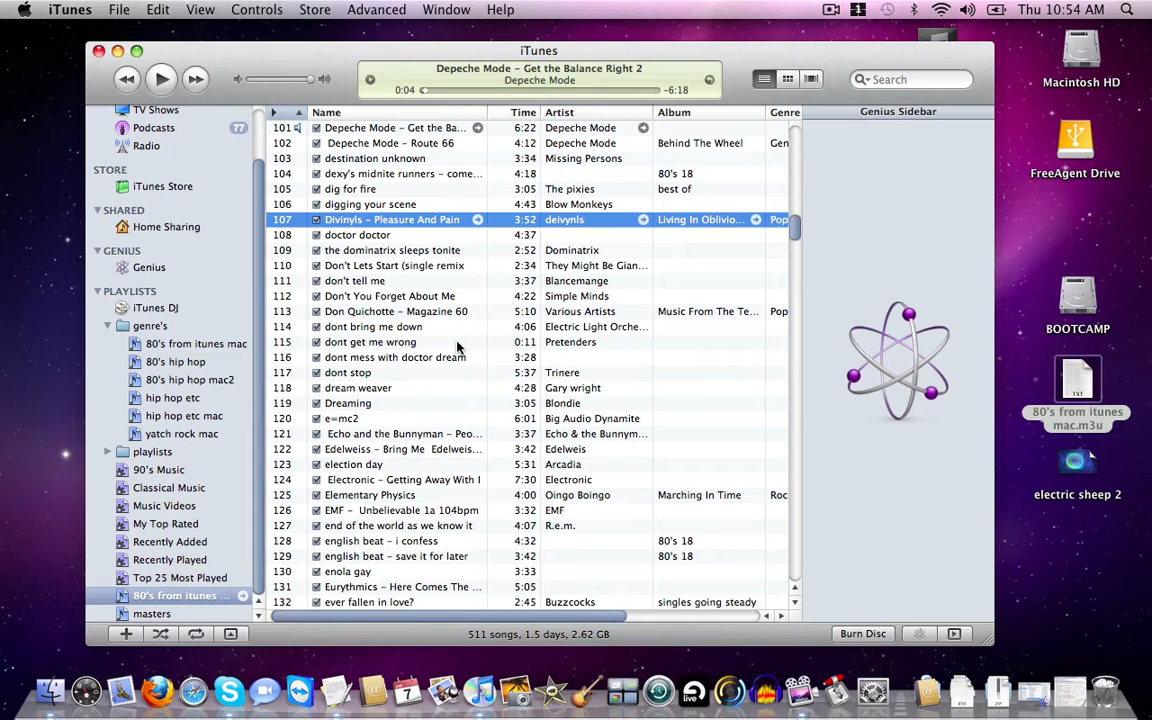 iTunes File Edit View Controls Store Advanced Window Help 1 Thu 10:54 AM
iTunes
Depeche Mode – Get the Balance Right 2
Depeche Mode
0:04 -6:18
Search
TV Shows
Podcasts 77
Radio
STORE
iTunes Store
SHARED
Home Sharing
GENIUS
Genius
PLAYLISTS
iTunes DJ
genre's
80's from itunes mac
80's hip hop
80's hip hop mac2
hip hop etc
hip hop etc mac
yatch rock mac
playlists
90's Music
Classical Music
Music Videos
My Top Rated
Recently Added
Recently Played
Top 25 Most Played
80's from itunes ...
masters
Name Time Artist Album Genre
101 Depeche Mode – Get the Ba... 6:22 Depeche Mode
102 Depeche Mode – Route 66 4:12 Depeche Mode Behind The Wheel Gen
103 destination unknown 3:34 Missing Persons
104 dexy's midnite runners – come... 4:18 80's 18
105 dig for fire 3:05 The pixies best of
106 digging your scene 4:43 Blow Monkeys
107 Divinyls – Pleasure And Pain 3:52 deivynls Living In Oblivio... Pop
108 doctor doctor 4:37
109 the dominatrix sleeps tonite 2:52 Dominatrix
110 Don't Lets Start (single remix 2:34 They Might Be Gian...
111 don't tell me 3:37 Blancmange
112 Don't You Forget About Me 4:22 Simple Minds
113 Don Quichotte – Magazine 60 5:10 Various Artists Music From The Te... Pop
114 dont bring me down 4:06 Electric Light Orche...
115 dont get me wrong 0:11 Pretenders
116 dont mess with doctor dream 3:28
117 dont stop 5:37 Trinere
118 dream weaver 4:28 Gary wright
119 Dreaming 3:05 Blondie
120 e=mc2 6:01 Big Audio Dynamite
121 Echo and the Bunnyman – Peo... 3:37 Echo & the Bunnym...
122 Edelweiss – Bring Me Edelweis... 3:42 Edelweis
123 election day 5:31 Arcadia
124 Electronic – Getting Away With I 7:30 Electronic
125 Elementary Physics 4:00 Oingo Boingo Marching In Time Roc
126 EMF – Unbelievable 1a 104bpm 3:32 EMF
127 end of the world as we know it 4:07 R.e.m.
128 english beat – i confess 4:32 80's 18
129 english beat – save it for later 3:42 80's 18
130 enola gay 3:33
131 Eurythmics – Here Comes The ... 5:05
132 ever fallen in love? 2:45 Buzzcocks singles going steady
511 songs, 1.5 days, 2.62 GB
Burn Disc
Genius Sidebar
Macintosh HD
FreeAgent Drive
BOOTCAMP
TXT
80's from itunes
mac.m3u
electric sheep 2
7
live